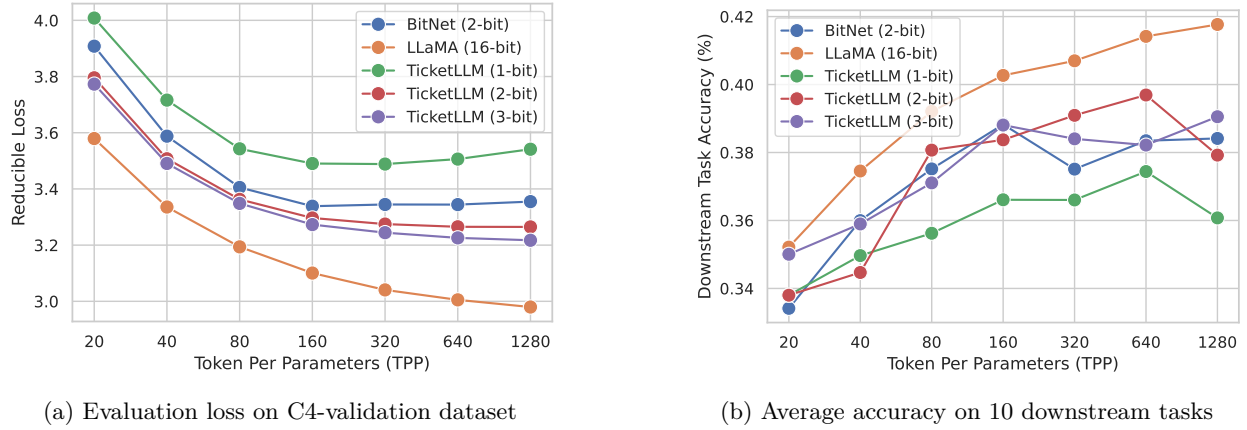 4.0
3.8
3.6
3.4
3.2
3.0
Reducible Loss
BitNet (2-bit)
LLaMA (16-bit)
TicketLLM (1-bit)
TicketLLM (2-bit)
TicketLLM (3-bit)
20 40 80 160 320 640 1280
Token Per Parameters (TPP)
(a) Evaluation loss on C4-validation dataset
0.42
0.40
0.38
0.36
0.34
Downstream Task Accuracy (%)
BitNet (2-bit)
LLaMA (16-bit)
TicketLLM (1-bit)
TicketLLM (2-bit)
TicketLLM (3-bit)
20 40 80 160 320 640 1280
Token Per Parameters (TPP)
(b) Average accuracy on 10 downstream tasks